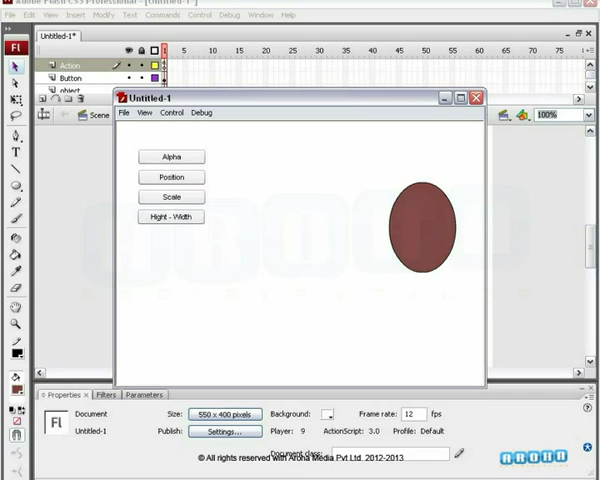 Adobe Flash CS3 Professional - [Untitled-1*]
File Edit View Insert Modify Text Commands Control Debug Window Help
Fl
Untitled-1*
1 5 10 15 20 25 30 35 40 45 50 55 60 65 70 75
Action
Button
object
Scene
100%
Untitled-1
File View Control Debug
Alpha
Position
Scale
Hight - Width
Properties Filters Parameters
Fl
Document
Size: 550 x 400 pixels
Background:
Frame rate: 12 fps
Untitled-1
Publish: Settings...
Player: 9
ActionScript: 3.0
Profile: Default
Document class:
© All rights reserved with Aroha Media Pvt Ltd. 2012-2013
AROHA